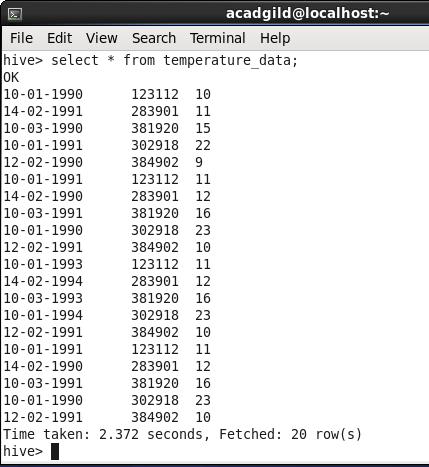 acadgild@localhost:~
File Edit View Search Terminal Help
hive> select * from temperature_data;
OK
10-01-1990 123112 10
14-02-1991 283901 11
10-03-1990 381920 15
10-01-1991 302918 22
12-02-1990 384902 9
10-01-1991 123112 11
14-02-1990 283901 12
10-03-1991 381920 16
10-01-1990 302918 23
12-02-1991 384902 10
10-01-1993 123112 11
14-02-1994 283901 12
10-03-1993 381920 16
10-01-1994 302918 23
12-02-1991 384902 10
10-01-1991 123112 11
14-02-1990 283901 12
10-03-1991 381920 16
10-01-1990 302918 23
12-02-1991 384902 10
Time taken: 2.372 seconds, Fetched: 20 row(s)
hive>